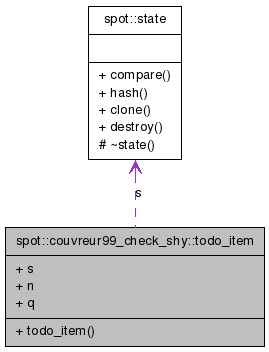 spot::state
+ compare()
+ hash()
+ clone()
+ destroy()
# ~state()
s
spot::couvreur99_check_shy::todo_item
+ s
+ n
+ q
+ todo_item()